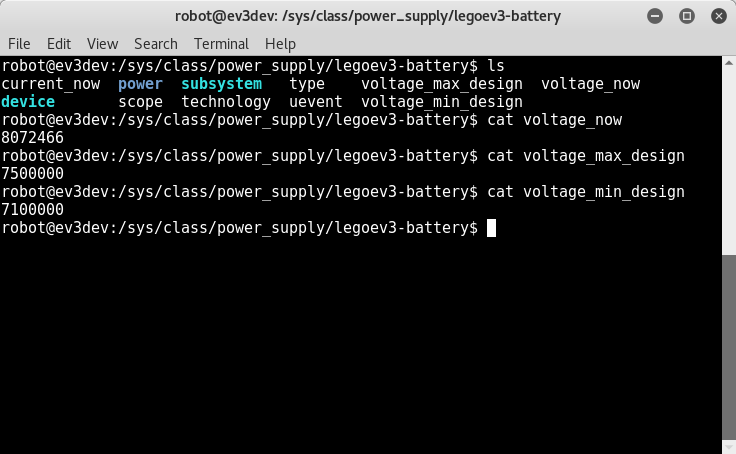 robot@ev3dev: /sys/class/power_supply/legoev3-battery
File Edit View Search Terminal Help
robot@ev3dev:/sys/class/power_supply/legoev3-battery$ ls
current_now  power  subsystem   type    voltage_max_design  voltage_now
device       scope  technology  uevent  voltage_min_design
robot@ev3dev:/sys/class/power_supply/legoev3-battery$ cat voltage_now
8072466
robot@ev3dev:/sys/class/power_supply/legoev3-battery$ cat voltage_max_design
7500000
robot@ev3dev:/sys/class/power_supply/legoev3-battery$ cat voltage_min_design
7100000
robot@ev3dev:/sys/class/power_supply/legoev3-battery$